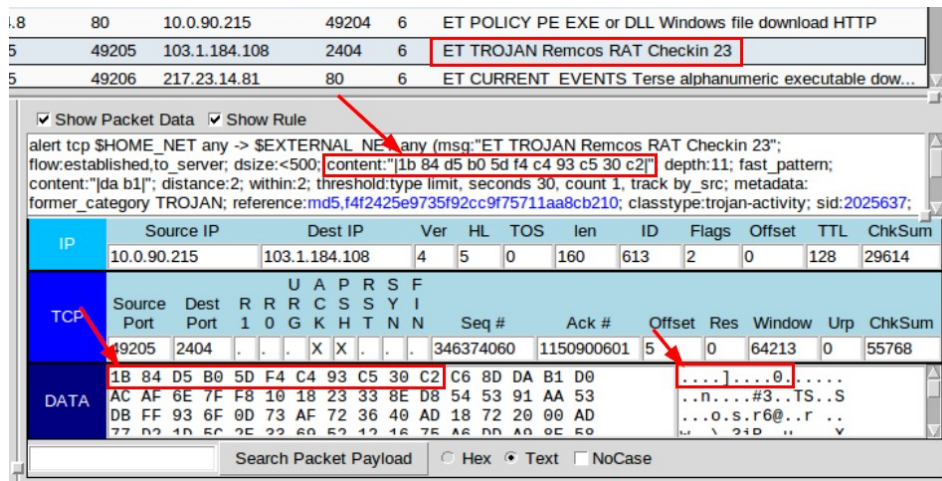 .8 80 10.0.90.215 49204 6 ET POLICY PE EXE or DLL Windows file download HTTP
5 49205 103.1.184.108 2404 6 ET TROJAN Remcos RAT Checkin 23
5 49206 217.23.14.81 80 6 ET CURRENT_EVENTS Terse alphanumeric executable dow...
Show Packet Data Show Rule
alert tcp $HOME_NET any -> $EXTERNAL_NET any (msg:"ET TROJAN Remcos RAT Checkin 23";
flow:established,to_server; dsize:<500; content:"|1b 84 d5 b0 5d f4 c4 93 c5 30 c2|"; depth:11; fast_pattern;
content:"|da b1|"; distance:2; within:2; threshold:type limit, seconds 30, count 1, track by_src; metadata:
former_category TROJAN; reference:md5,f4f2425e9735f92cc9f75711aa8cb210; classtype:trojan-activity; sid:2025637;
IP Source IP Dest IP Ver HL TOS len ID Flags Offset TTL ChkSum
10.0.90.215 103.1.184.108 4 5 0 160 613 2 0 128 29614
U A P R S F
Source Dest R R R C S S Y I
TCP Port Port 1 0 G K H T N N Seq # Ack # Offset Res Window Urp ChkSum
49205 2404 . . . X X . . . 346374060 1150900601 5 0 64213 0 55768
1B 84 D5 B0 5D F4 C4 93 C5 30 C2 C6 8D DA B1 D0 ....]....0......
DATA AC AF 6E 7F F8 10 18 23 33 8E D8 54 53 91 AA 53 ..n....#3..TS..S
DB FF 93 6F 0D 73 AF 72 36 40 AD 18 72 20 00 AD ...o.s.r6@..r ..
Search Packet Payload Hex Text NoCase